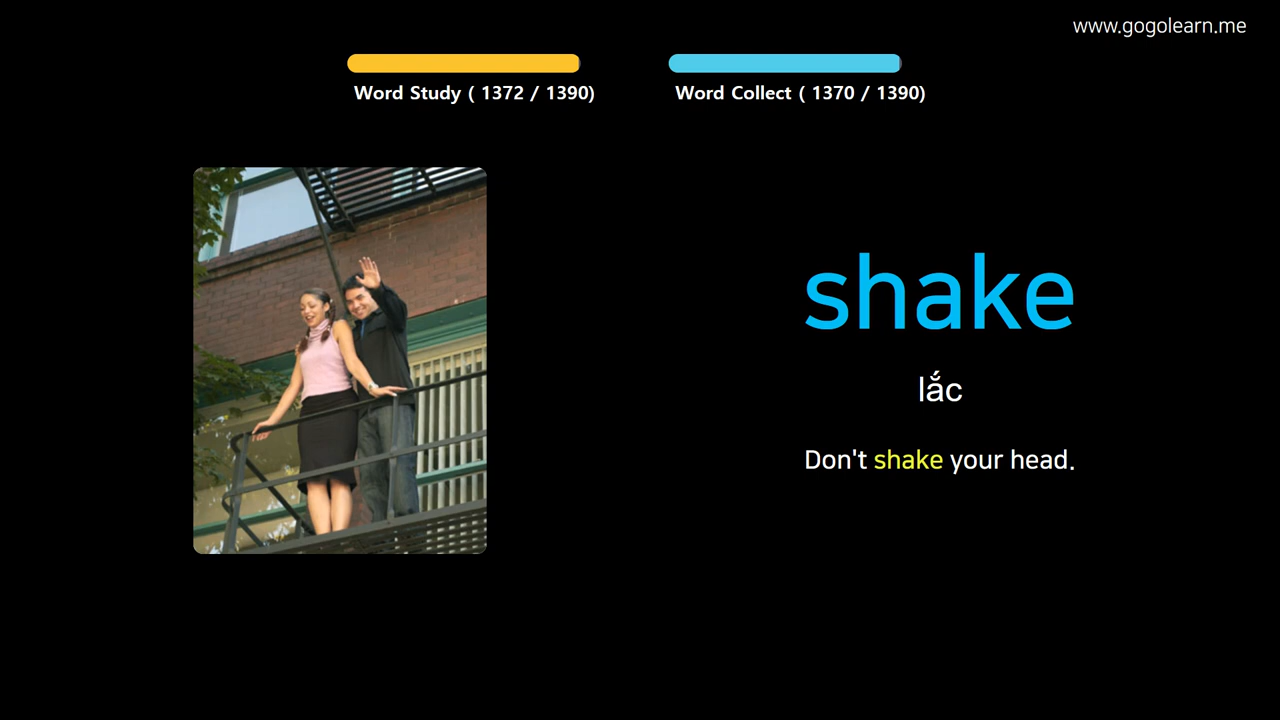 www.gogolearn.me
Word Study ( 1372 / 1390)
Word Collect ( 1370 / 1390)
shake
lắc
Don't shake your head.